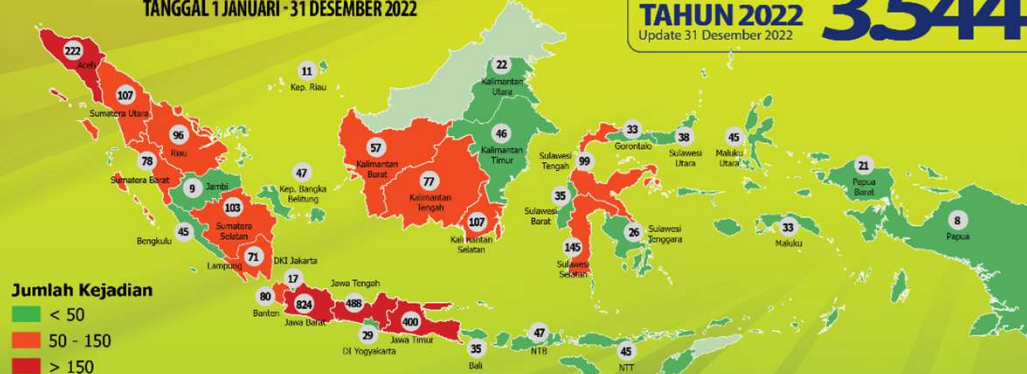 TANGGAL 1 JANUARI - 31 DESEMBER 2022
TAHUN 2022
Update 31 Desember 2022
3.544
222
Aceh
107
Sumatera Utara
96
Riau
78
Sumatera Barat
9
Jambi
45
Bengkulu
103
Sumatera
Selatan
71
Lampung
11
Kep. Riau
47
Kep. Bangka
Belitung
DKI Jakarta
17
80
Banten
824
Jawa Barat
Jawa Tengah
488
29
DI Yogyakarta
400
Jawa Timur
35
Bali
47
NTB
45
NTT
22
Kalimantan
Utara
46
Kalimantan
Timur
57
Kalimantan
Barat
77
Kalimantan
Tengah
107
Kalimantan
Selatan
33
Gorontalo
38
Sulawesi
Utara
Sulawesi
Tengah
99
35
Sulawesi
Barat
145
Sulawesi
Selatan
26
Sulawesi
Tenggara
45
Maluku
Utara
33
Maluku
21
Papua
Barat
8
Papua
Jumlah Kejadian
< 50
50 - 150
> 150